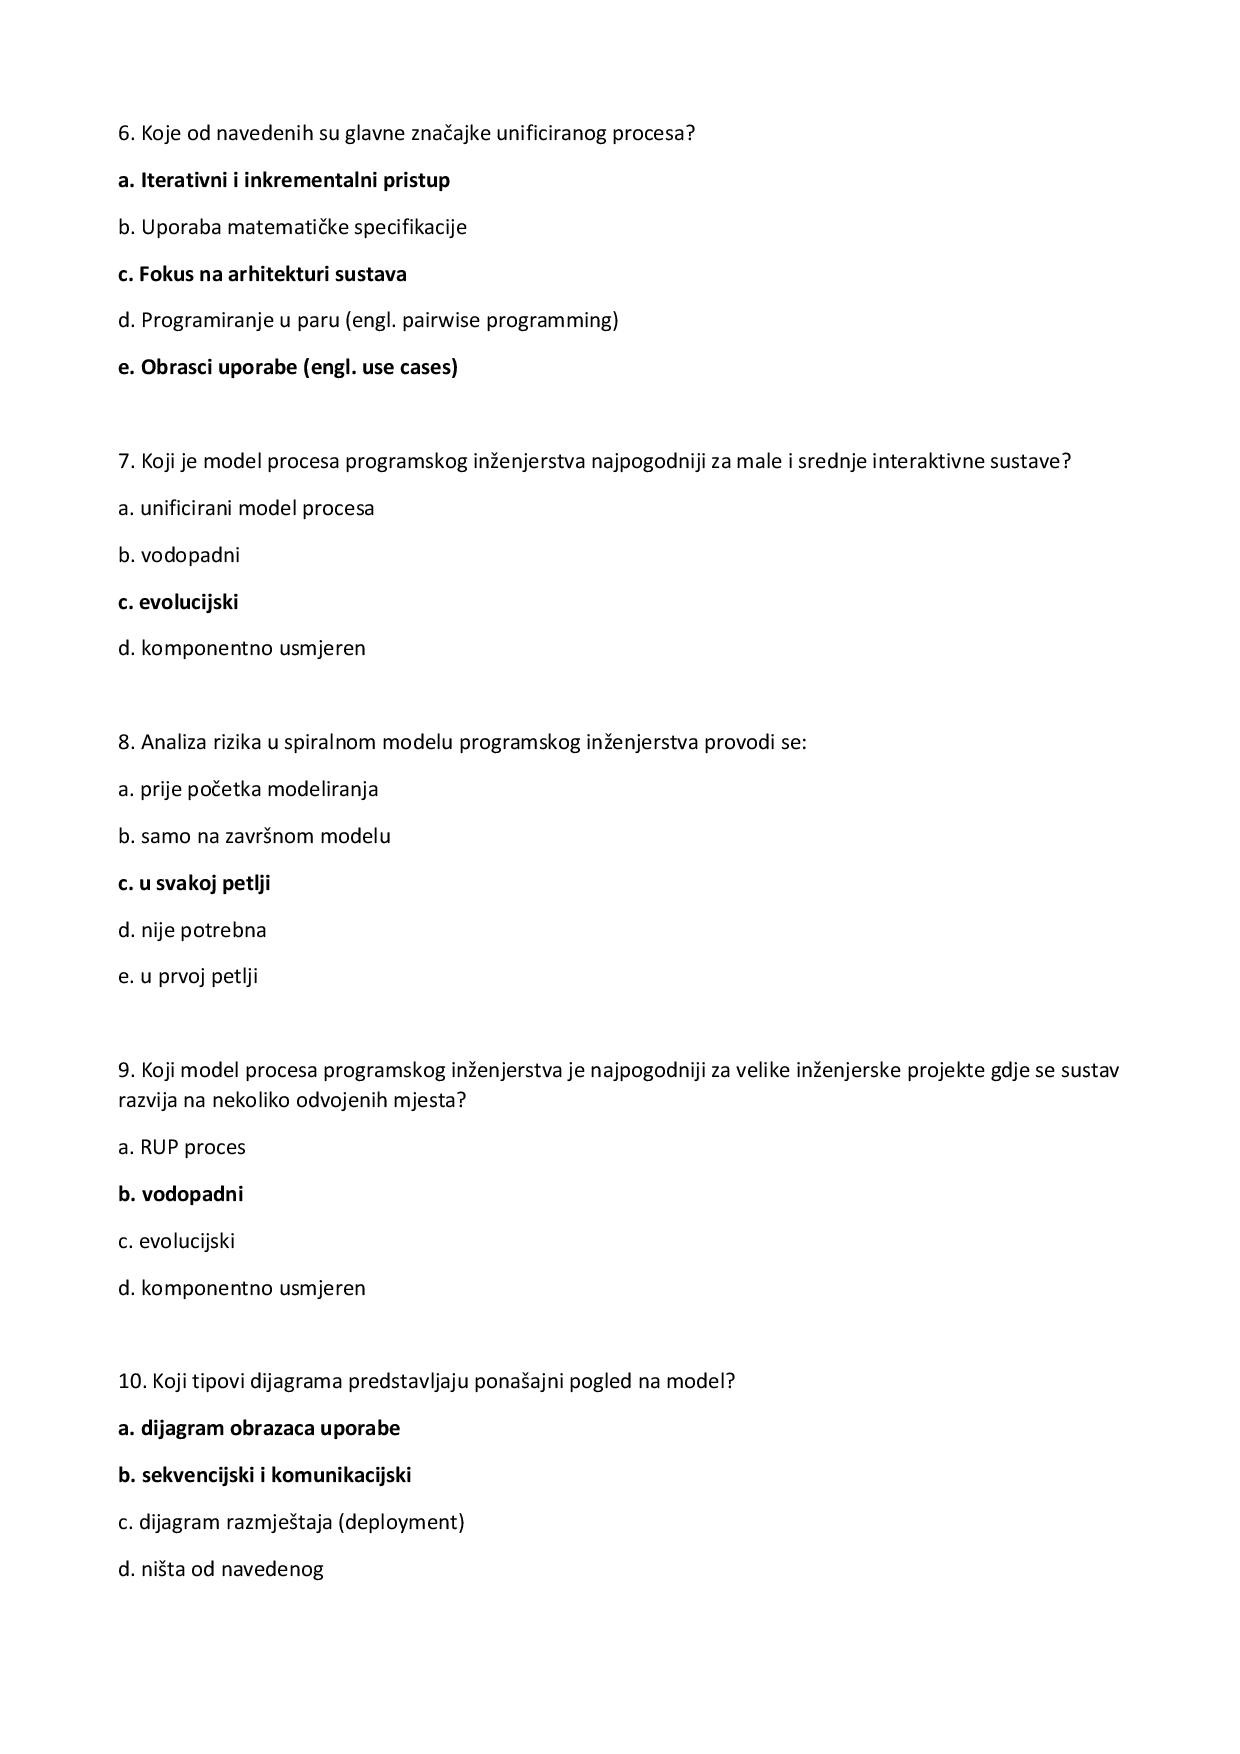 6. Koje od navedenih su glavne značajke unificiranog procesa?
a. Iterativni i inkrementalni pristup
b. Uporaba matematičke specifikacije
c. Fokus na arhitekturi sustava
d. Programiranje u paru (engl. pairwise programming)
e. Obrasci uporabe (engl. use cases)
7. Koji je model procesa programskog inženjerstva najpogodniji za male i srednje interaktivne sustave?
a. unificirani model procesa
b. vodopadni
c. evolucijski
d. komponentno usmjeren
8. Analiza rizika u spiralnom modelu programskog inženjerstva provodi se:
a. prije početka modeliranja
b. samo na završnom modelu
c. u svakoj petlji
d. nije potrebna
e. u prvoj petlji
9. Koji model procesa programskog inženjerstva je najpogodniji za velike inženjerske projekte gdje se sustav
razvija na nekoliko odvojenih mjesta?
a. RUP proces
b. vodopadni
c. evolucijski
d. komponentno usmjeren
10. Koji tipovi dijagrama predstavljaju ponašajni pogled na model?
a. dijagram obrazaca uporabe
b. sekvencijski i komunikacijski
c. dijagram razmještaja (deployment)
d. ništa od navedenog